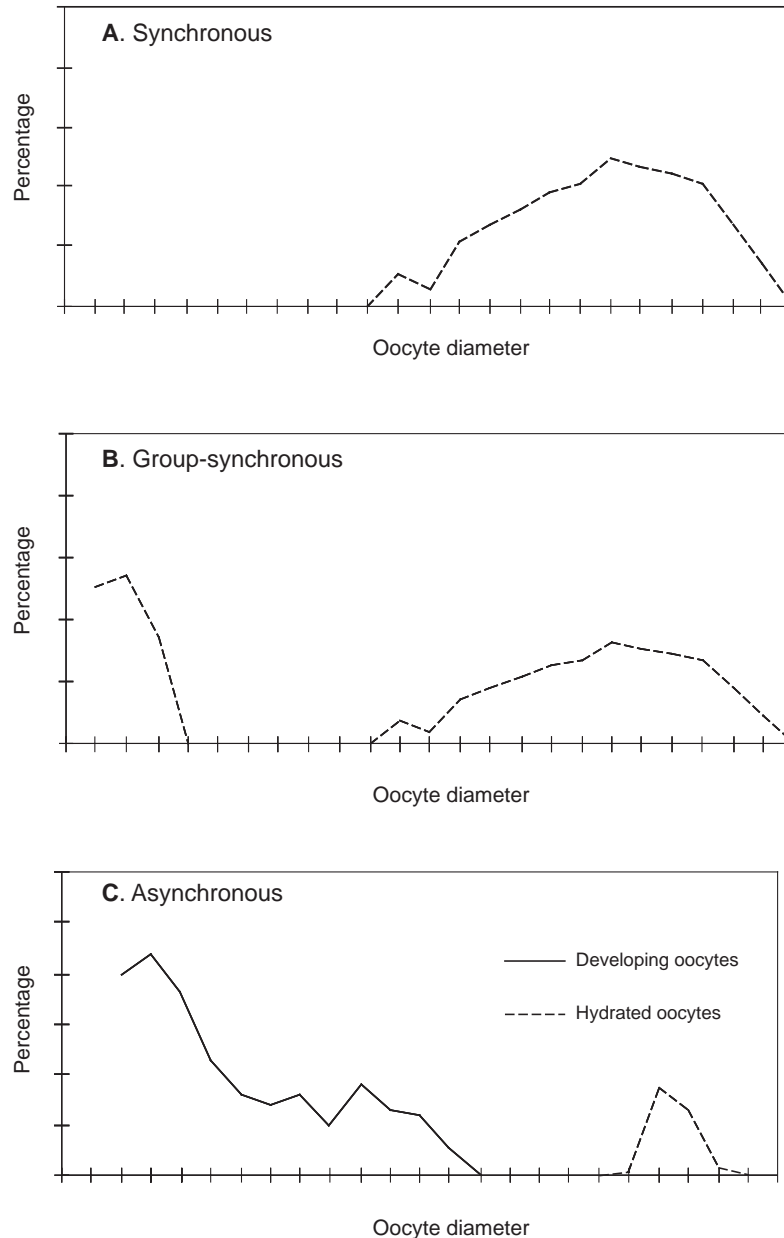 A. Synchronous
Percentage
Oocyte diameter
B. Group-synchronous
Percentage
Oocyte diameter
C. Asynchronous
Developing oocytes
Hydrated oocytes
Percentage
Oocyte diameter